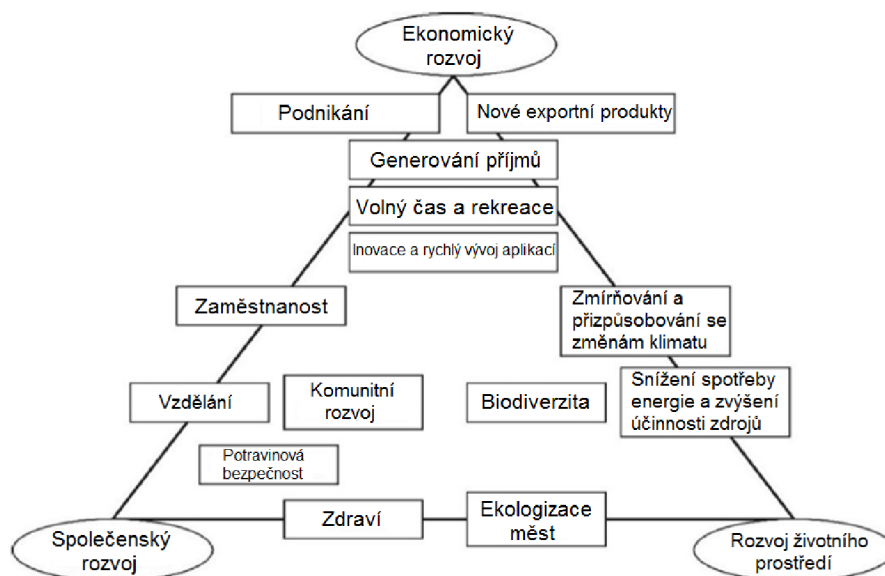 Ekonomický
rozvoj
Podnikání
Nové exportní produkty
Generování příjmů
Volný čas a rekreace
Inovace a rychlý vývoj aplikací
Zaměstnanost
Zmírňování a
přizpůsobování se
změnám klimatu
Vzdělání
Komunitní
rozvoj
Biodiverzita
Snížení spotřeby
energie a zvýšení
účinnosti zdrojů
Potravinová
bezpečnost
Zdraví
Ekologizace
měst
Společenský
rozvoj
Rozvoj životního
prostředí